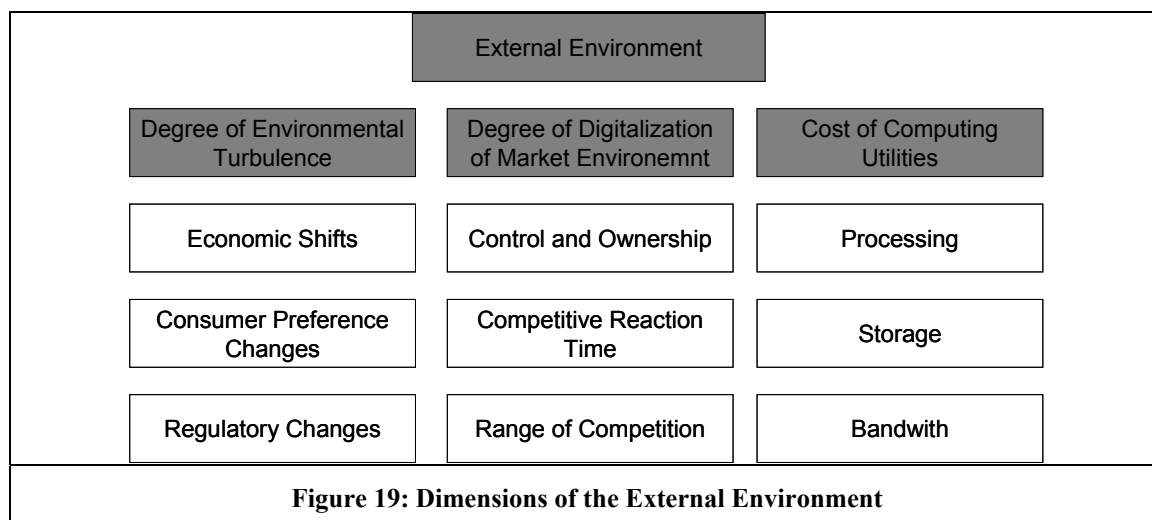 External Environment
Degree of Environmental
Turbulence
Degree of Digitalization
of Market Environemnt
Cost of Computing
Utilities
Economic Shifts
Control and Ownership
Processing
Consumer Preference
Changes
Competitive Reaction
Time
Storage
Regulatory Changes
Range of Competition
Bandwith
Figure 19: Dimensions of the External Environment